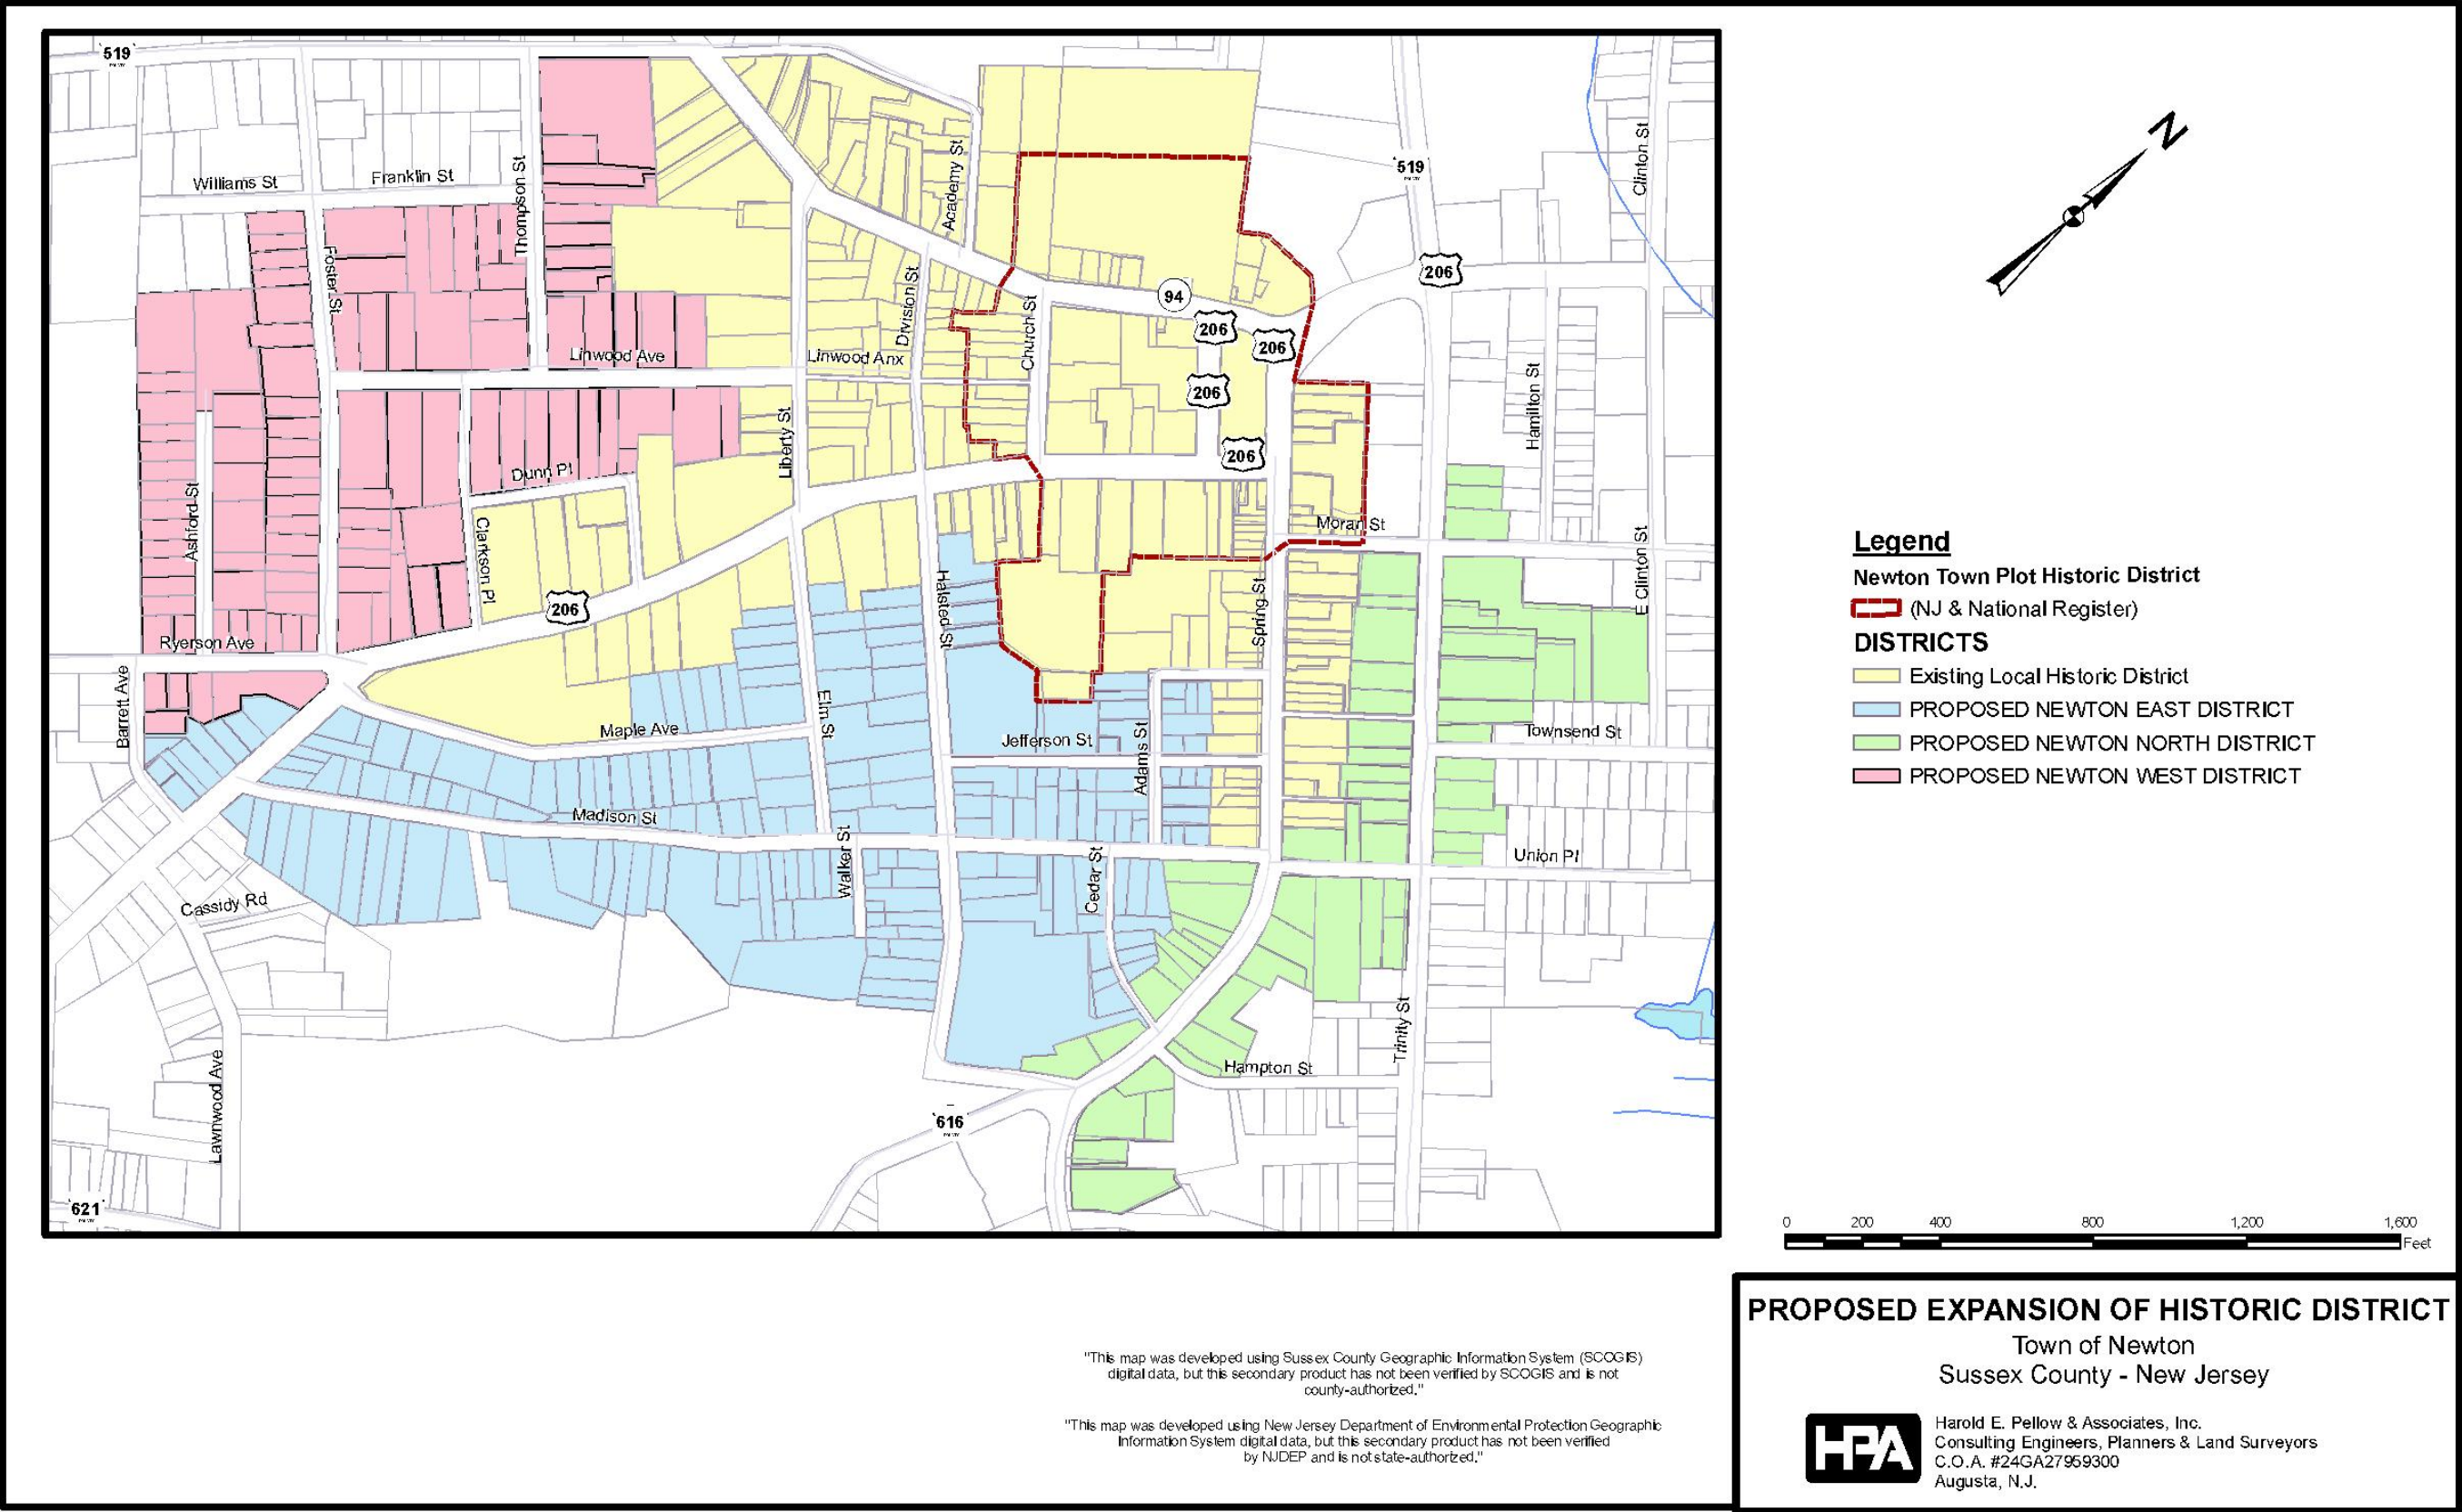 519
Williams St
Franklin St
Thompson St
Academy St
519
Clinton St
N
Foster St
206
94
Division St
Church St
206
206
Linwood Ave
Linwood Anx
206
Hamilton St
Liberty St
206
Dunn Pl
Ashford St
Clarkson Pl
Moran St
E Clinton St
206
Halsted St
Spring St
Ryerson Ave
Barrett Ave
Elm St
Maple Ave
Jefferson St
Adams St
Townsend St
Madison St
Walker St
Cedar St
Union Pl
Cassidy Rd
Trinity St
Hampton St
Lawnwood Ave
616
621
Legend
Newton Town Plot Historic District
(NJ & National Register)
DISTRICTS
Existing Local Historic District
PROPOSED NEWTON EAST DISTRICT
PROPOSED NEWTON NORTH DISTRICT
PROPOSED NEWTON WEST DISTRICT
0 200 400 800 1,200 1,600
Feet
"This map was developed using Sussex County Geographic Information System (SCOGIS)
digital data, but this secondary product has not been verified by SCOGIS and is not
county-authorized."
"This map was developed using New Jersey Department of Environmental Protection Geographic
Information System digital data, but this secondary product has not been verified
by NJDEP and is not state-authorized."
PROPOSED EXPANSION OF HISTORIC DISTRICT
Town of Newton
Sussex County - New Jersey
HPA
Harold E. Pellow & Associates, Inc.
Consulting Engineers, Planners & Land Surveyors
C.O.A. #24GA27959300
Augusta, N.J.